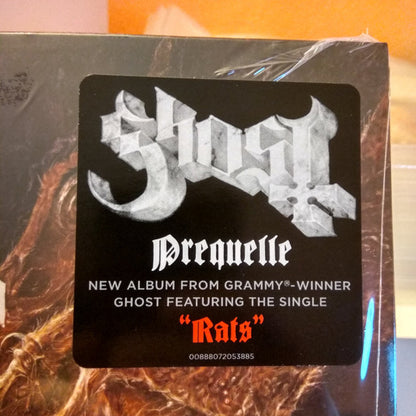 Ghost
Prequelle
NEW ALBUM FROM GRAMMY®-WINNER
GHOST FEATURING THE SINGLE
“Rats”
00888072053885